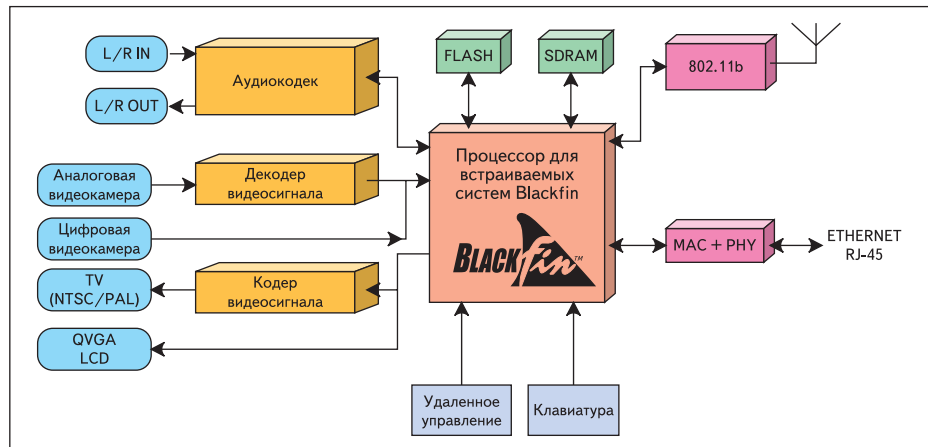 L/R IN
L/R OUT
Аудиокодек
FLASH
SDRAM
802.11b
Аналоговая
видеокамера
Декодер
видеосигнала
Процессор для
встраиваемых
систем Blackfin
BLACKfin™
Цифровая
видеокамера
MAC + PHY
ETHERNET
RJ-45
TV
(NTSC/PAL)
Кодер
видеосигнала
QVGA
LCD
Удаленное
управление
Клавиатура